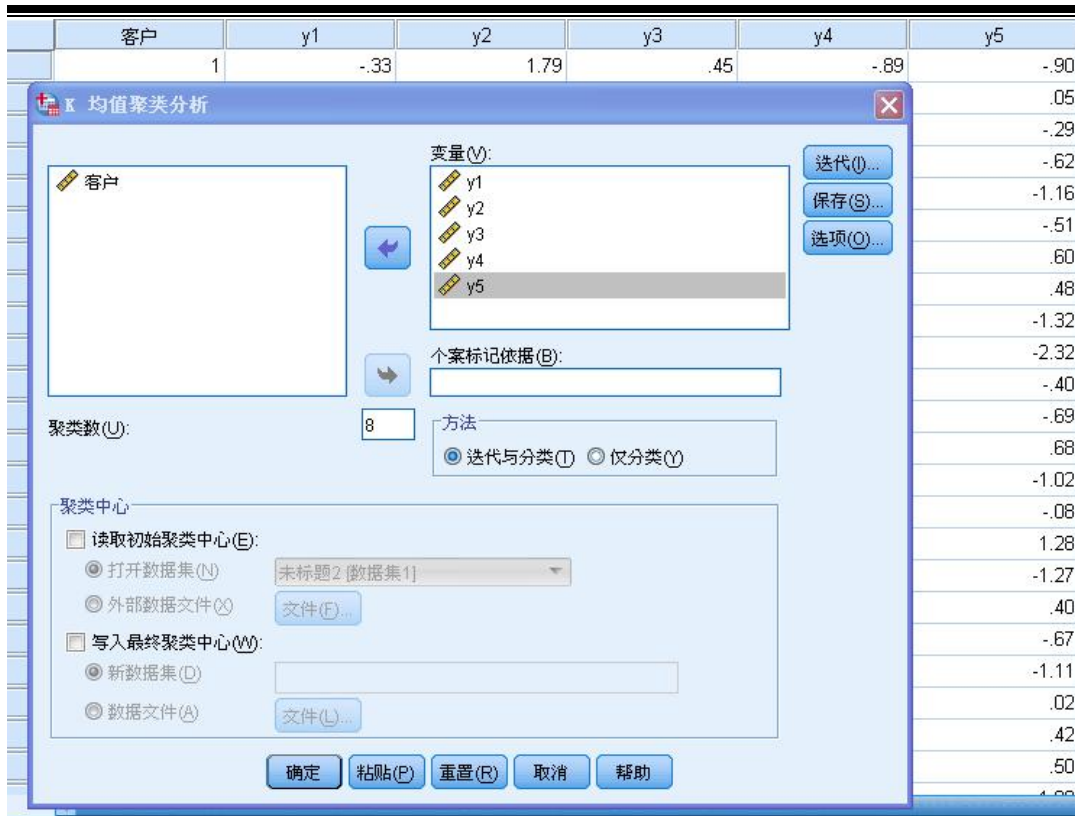 客户 y1 y2 y3 y4 y5
1 -.33 1.79 .45 -.89 -.90
K 均值聚类分析
.05
-.29
-.62
-1.16
-.51
.60
.48
-1.32
-2.32
-.40
-.69
.68
-1.02
-.08
1.28
-1.27
.40
-.67
-1.11
.02
.42
.50
客户
变量(V):
y1
y2
y3
y4
y5
迭代(I)...
保存(S)...
选项(O)...
个案标记依据(B):
聚类数(U): 8
方法
迭代与分类(T) 仅分类(Y)
聚类中心
读取初始聚类中心(E):
打开数据集(N) 未标题2 [数据集1]
外部数据文件(X) 文件(F)...
写入最终聚类中心(W):
新数据集(D)
数据文件(A) 文件(L)...
确定 粘贴(P) 重置(R) 取消 帮助